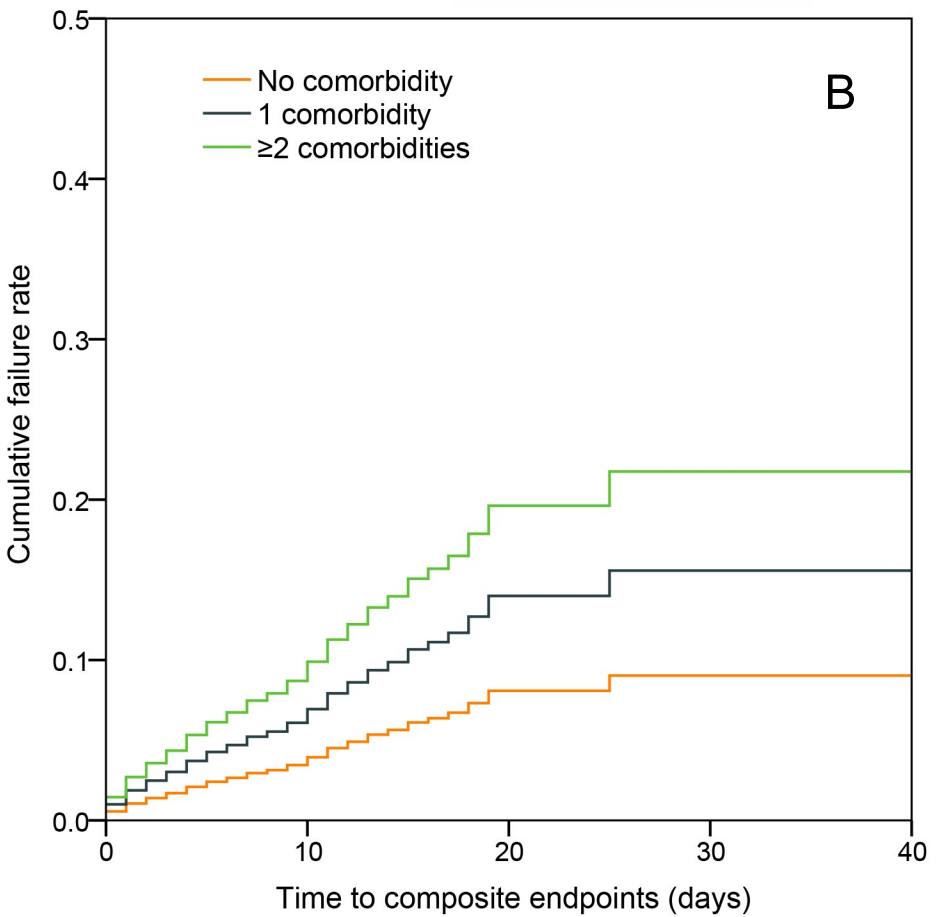 0.5
0.4
0.3
0.2
0.1
0.0
Cumulative failure rate
No comorbidity
1 comorbidity
≥2 comorbidities
B
0 10 20 30 40
Time to composite endpoints (days)